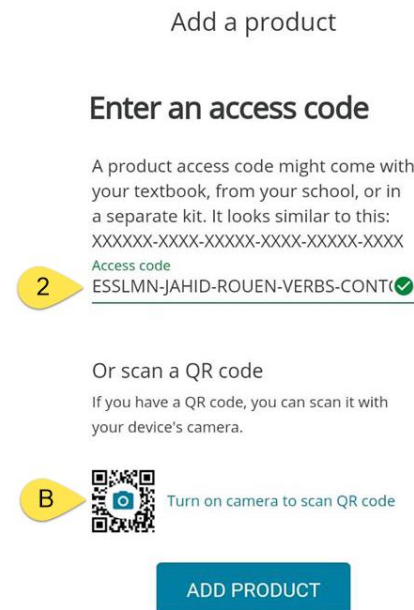 Add a product
Enter an access code
A product access code might come with
your textbook, from your school, or in
a separate kit. It looks similar to this:
XXXXXX-XXXX-XXXXX-XXXX-XXXXX-XXXX
Access code
2
ESSLMN-JAHID-ROUEN-VERBS-CONT
Or scan a QR code
If you have a QR code, you can scan it with
your device's camera.
B
Turn on camera to scan QR code
ADD PRODUCT